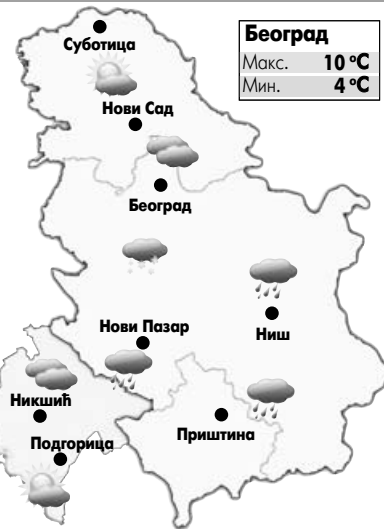 Суботица
Београд
Макс. 10 °C
Мин. 4 °C
Нови Сад
Београд
Нови Пазар
Ниш
Никшић
Приштина
Подгорица